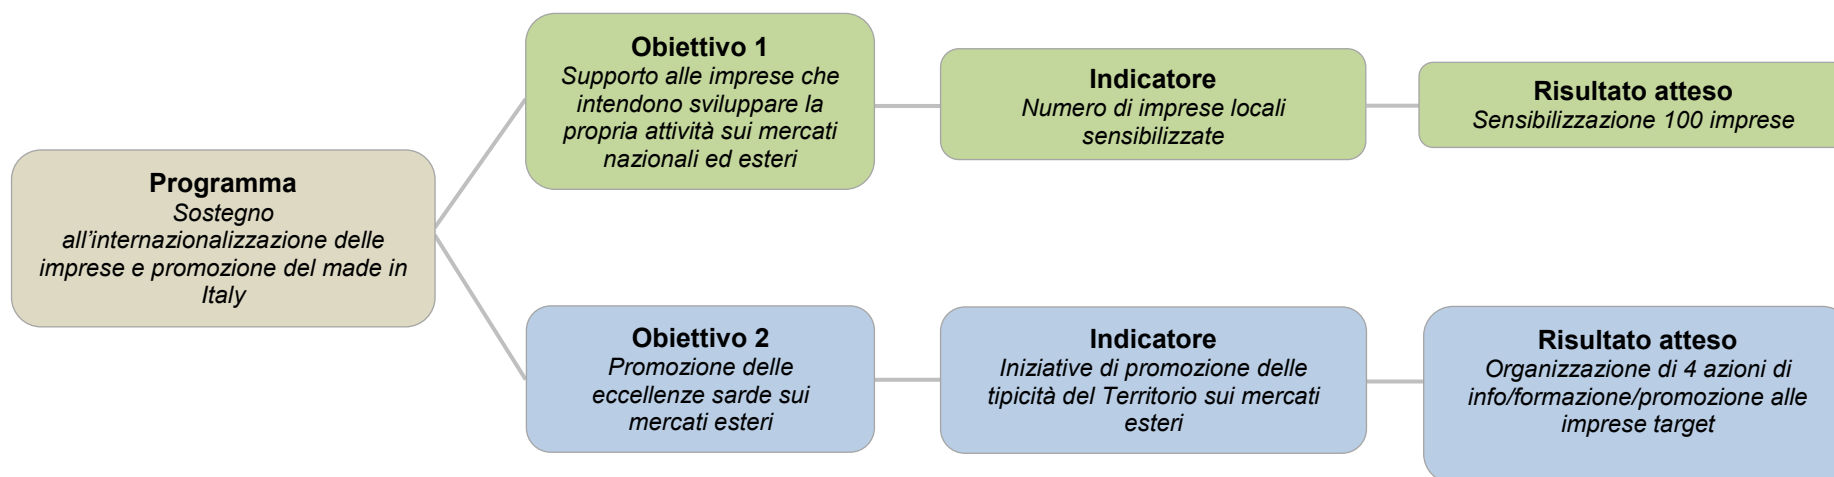 Programma
Sostegno
all’internazionalizzazione delle
imprese e promozione del made in
Italy
Obiettivo 1
Supporto alle imprese che
intendono sviluppare la
propria attività sui mercati
nazionali ed esteri
Indicatore
Numero di imprese locali
sensibilizzate
Risultato atteso
Sensibilizzazione 100 imprese
Obiettivo 2
Promozione delle
eccellenze sarde sui
mercati esteri
Indicatore
Iniziative di promozione delle
tipicità del Territorio sui mercati
esteri
Risultato atteso
Organizzazione di 4 azioni di
info/formazione/promozione alle
imprese target